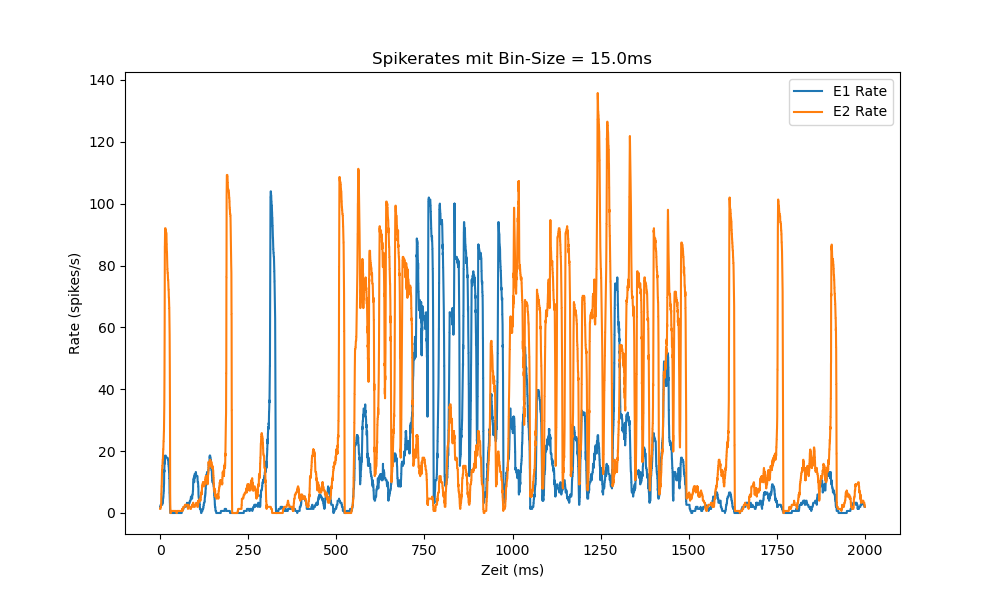 Spikerates mit Bin-Size = 15.0ms
E1 Rate
E2 Rate
140
120
100
80
60
40
20
0
Rate (spikes/s)
0 250 500 750 1000 1250 1500 1750 2000
Zeit (ms)